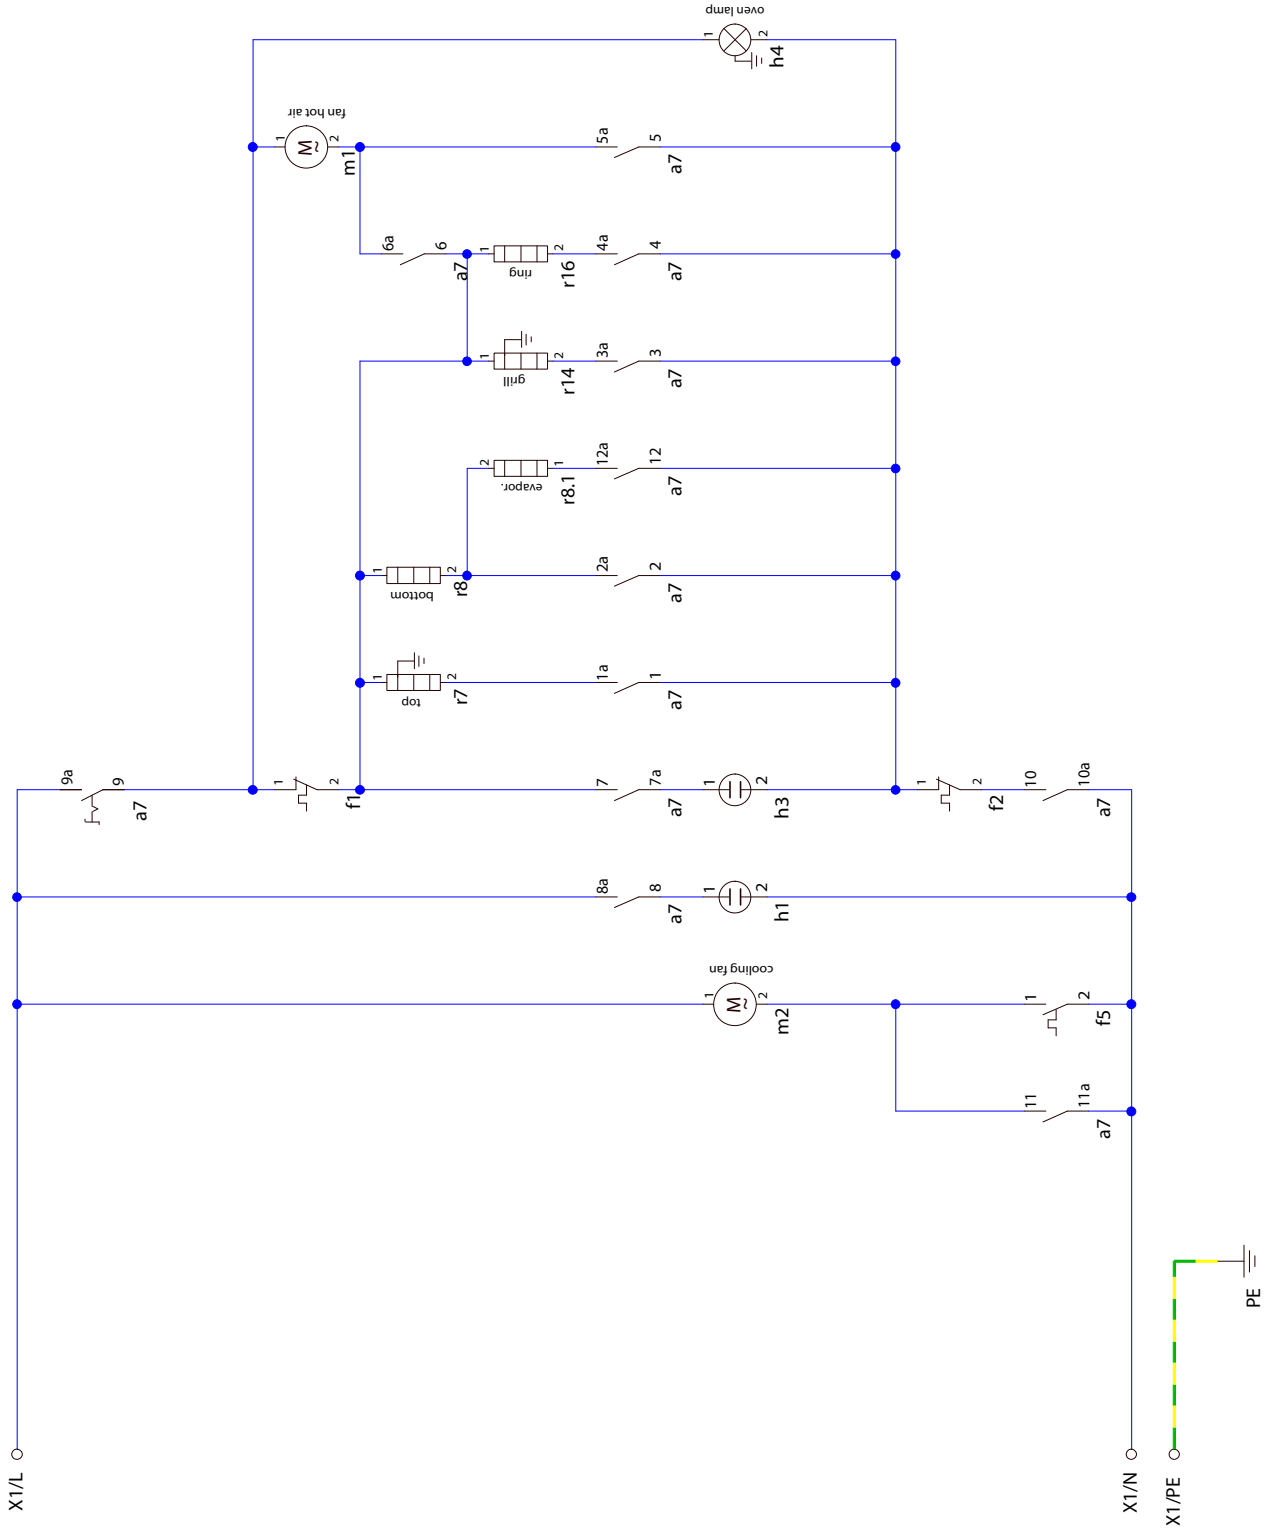 oven lamp
1
2
h4
fan hot air
1
M~
2
m1
5a
5
a7
6a
6
a7
1
ring
2
r16
4a
4
a7
1
grill
2
r14
3a
3
a7
2
evapor.
1
r8.1
12a
12
a7
1
bottom
2
r8
2a
2
a7
1
top
2
r7
1a
1
a7
9a
9
a7
1
2
f1
7
7a
a7
1
2
h3
1
2
f2
10
10a
a7
8a
8
a7
1
2
h1
cooling fan
1
M~
2
m2
1
2
f5
11
11a
a7
X1/L
X1/N
X1/PE
PE